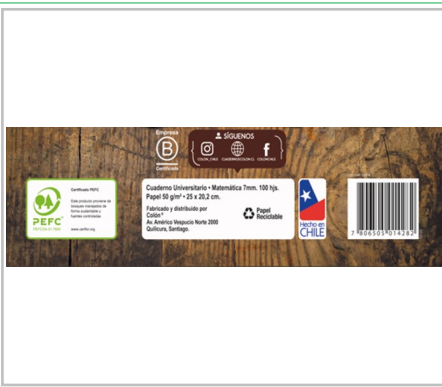 Empresa
B
Certificada
SÍGUENOS
COLON_CHILE CUADERNOSCOLON.CL COLONCHILE
Certificado PEFC
Este producto proviene de
bosques manejados de
forma sustentable y
fuentes controladas
www.certfor.org
PEFC
Cuaderno Universitario • Matemática 7mm. 100 hjs.
Papel 50 g/m² • 25 x 20,2 cm.
Fabricado y distribuido por
Colón®
Av. Américo Vespucio Norte 2000
Quilicura, Santiago.
Papel
Reciclable
Hecho en
CHILE
7 806505 014282